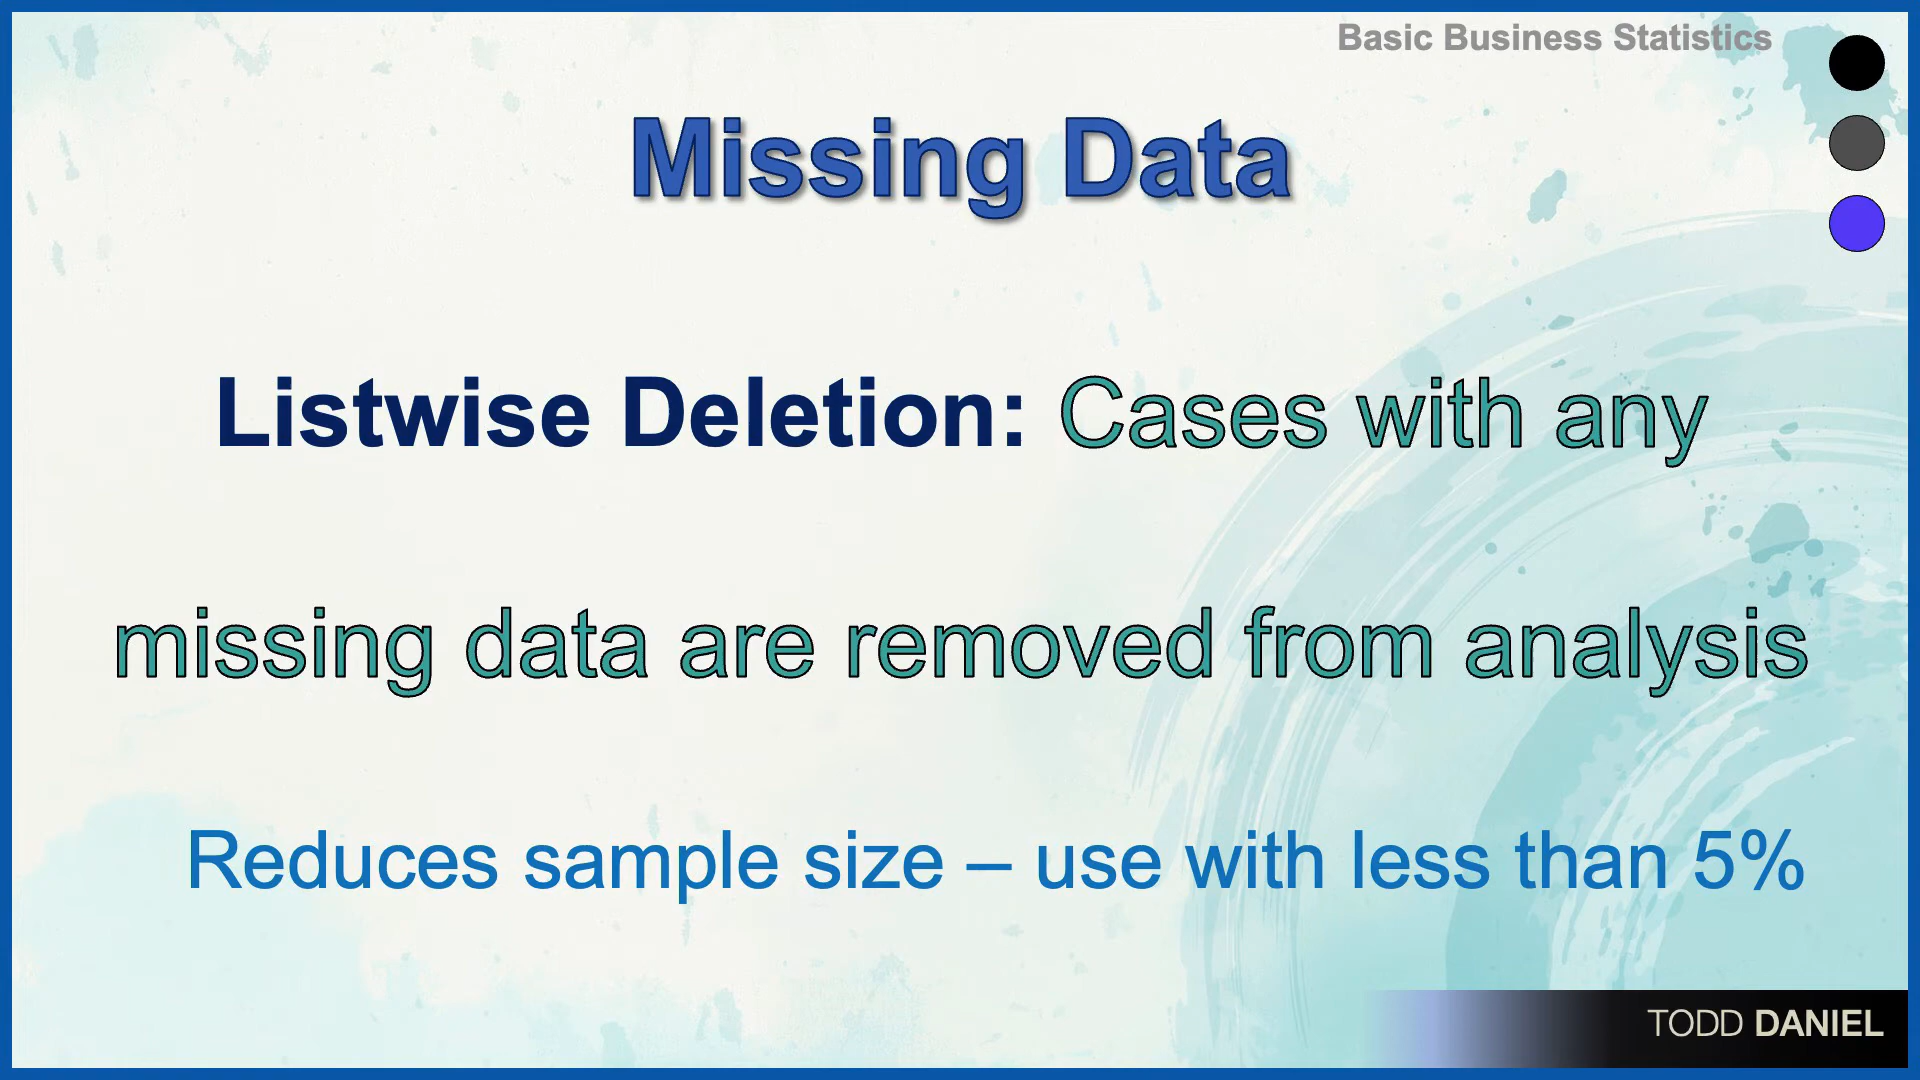 Basic Business Statistics
Missing Data
Listwise Deletion: Cases with any
missing data are removed from analysis
Reduces sample size – use with less than 5%
TODD DANIEL